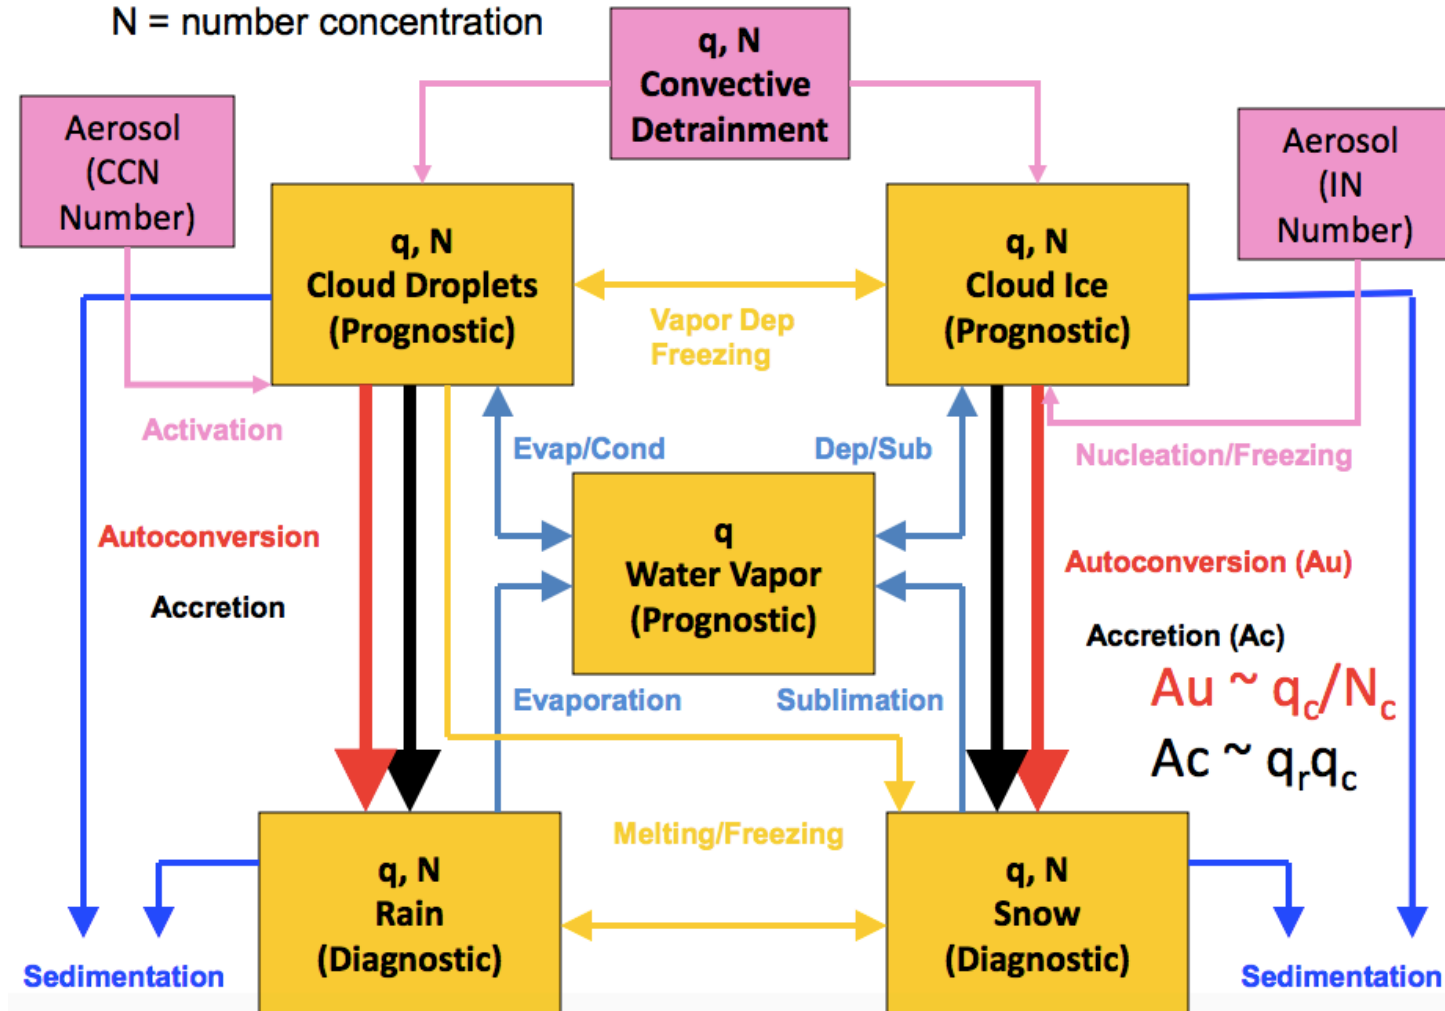 N = number concentration
q, N
Convective
Detrainment
Aerosol
(CCN
Number)
Aerosol
(IN
Number)
q, N
Cloud Droplets
(Prognostic)
q, N
Cloud Ice
(Prognostic)
Vapor Dep
Freezing
Activation
Evap/Cond
Dep/Sub
Nucleation/Freezing
q
Water Vapor
(Prognostic)
Autoconversion
Accretion
Autoconversion (Au)
Accretion (Ac)
Au ~ qc/Nc
Ac ~ qrqc
Evaporation
Sublimation
Melting/Freezing
q, N
Rain
(Diagnostic)
q, N
Snow
(Diagnostic)
Sedimentation
Sedimentation